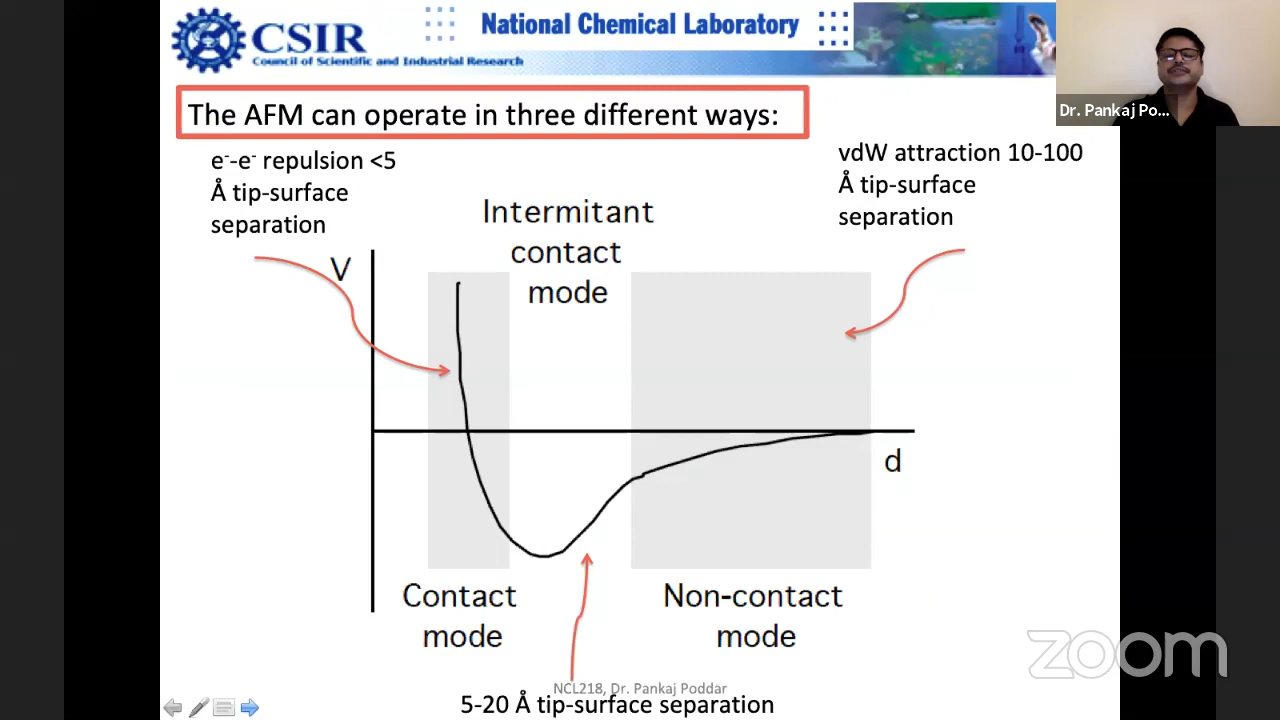 CSIR
Council of Scientific and Industrial Research
National Chemical Laboratory
Dr. Pankaj Po...
The AFM can operate in three different ways:
e⁻-e⁻ repulsion <5
Å tip-surface
separation
vdW attraction 10-100
Å tip-surface
separation
Intermitant
contact
mode
V
d
Contact
mode
Non-contact
mode
zoom
NCL218, Dr. Pankaj Poddar
5-20 Å tip-surface separation